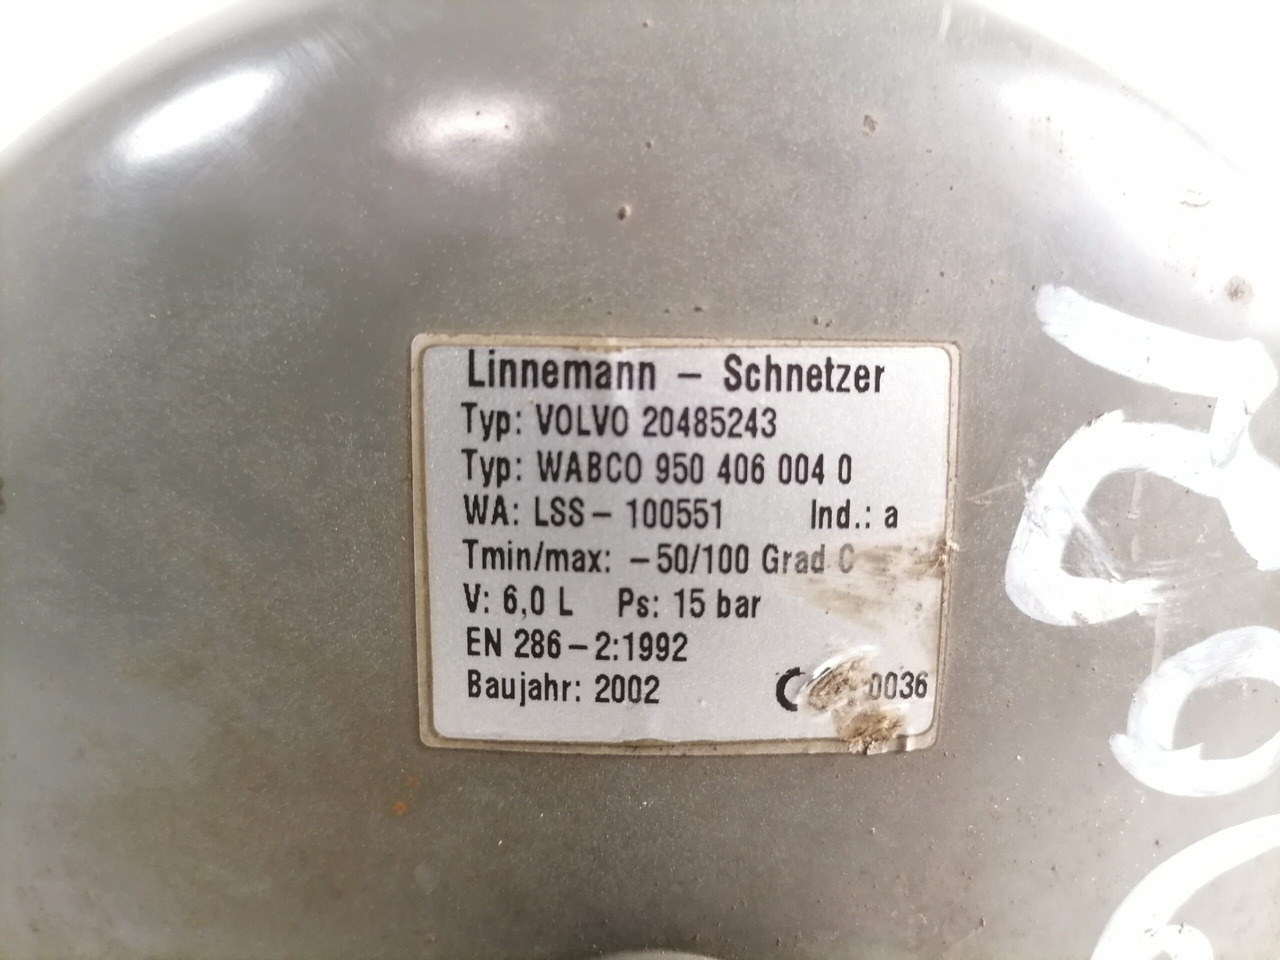 Linnemann – Schnetzer
Typ: VOLVO 20485243
Typ: WABCO 950 406 004 0
WA: LSS – 100551 Ind.: a
Tmin/max: –50/100 Grad C
V: 6,0 L Ps: 15 bar
EN 286–2:1992
Baujahr: 2002 0036